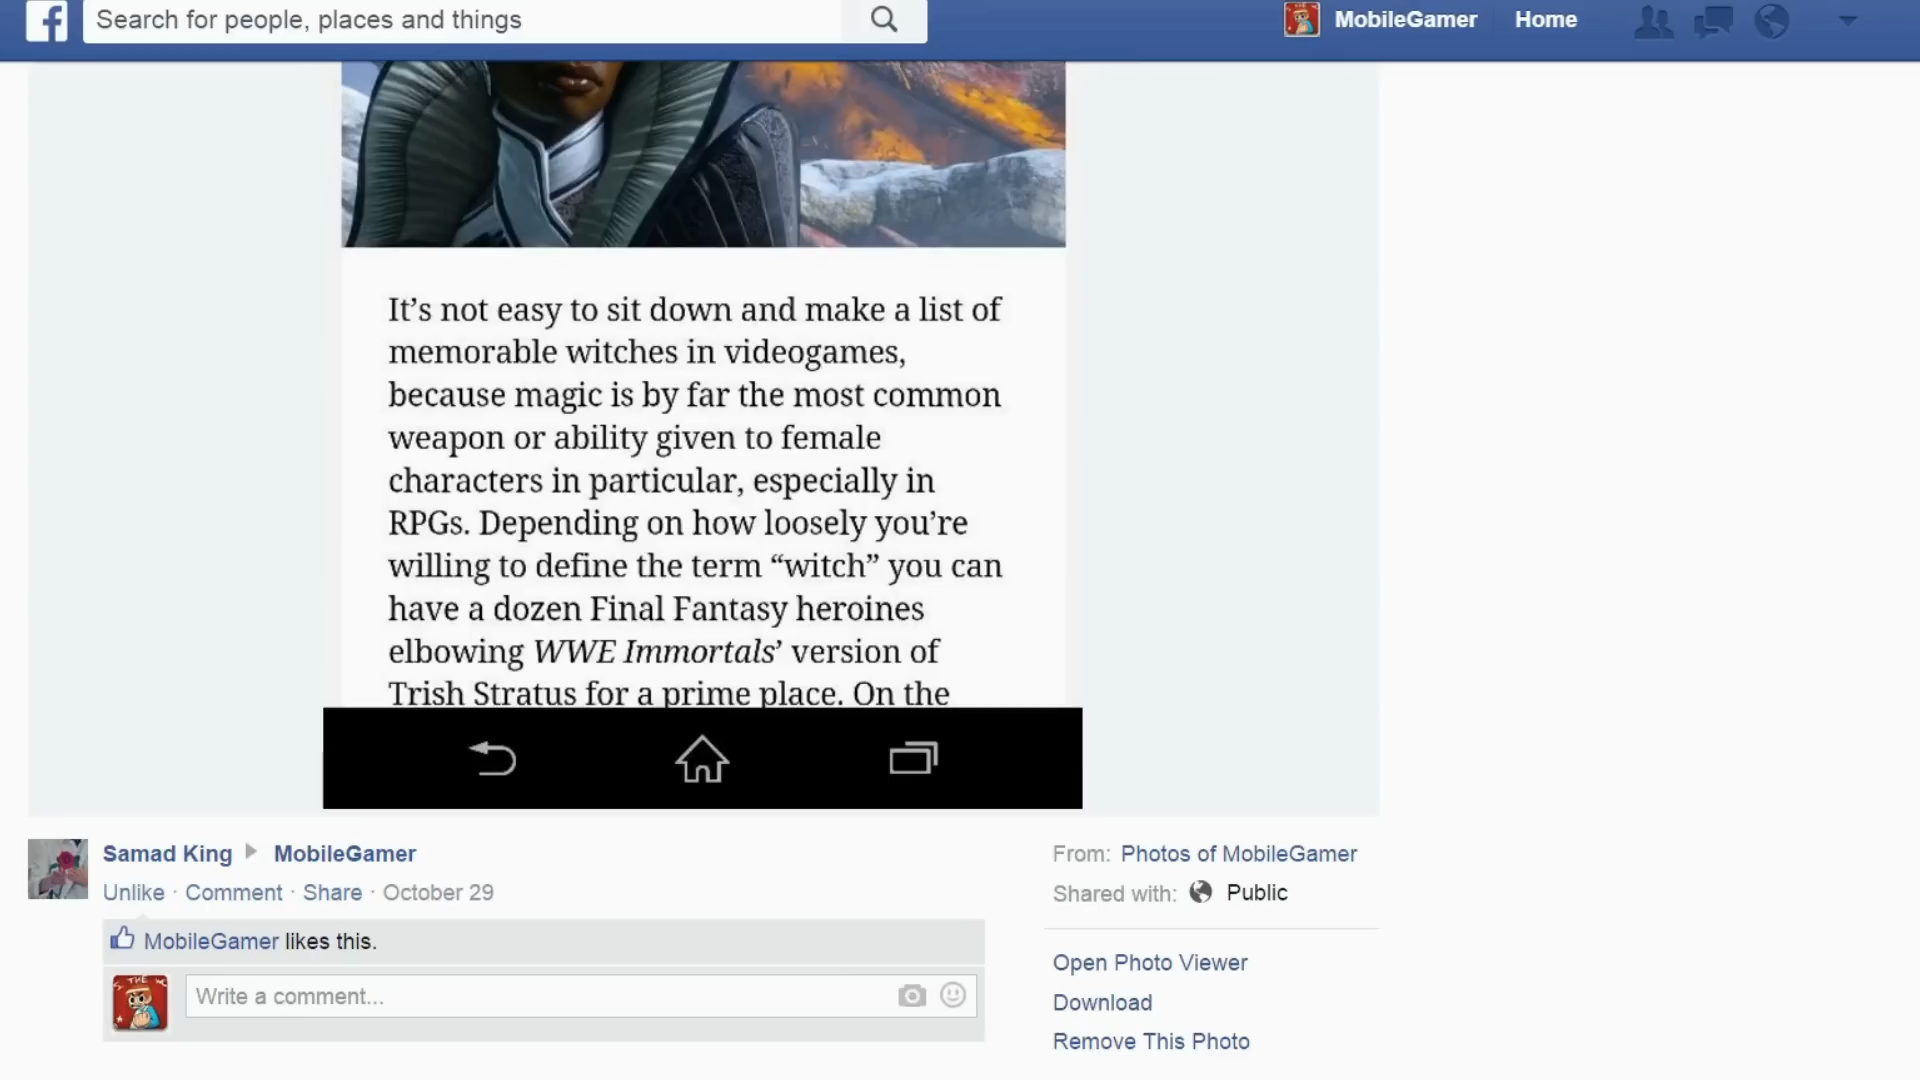 Search for people, places and things
MobileGamer Home
It’s not easy to sit down and make a list of
memorable witches in videogames,
because magic is by far the most common
weapon or ability given to female
characters in particular, especially in
RPGs. Depending on how loosely you’re
willing to define the term “witch” you can
have a dozen Final Fantasy heroines
elbowing WWE Immortals’ version of
Trish Stratus for a prime place. On the
Samad King MobileGamer
Unlike · Comment · Share · October 29
MobileGamer likes this.
Write a comment...
From: Photos of MobileGamer
Shared with: Public
Open Photo Viewer
Download
Remove This Photo